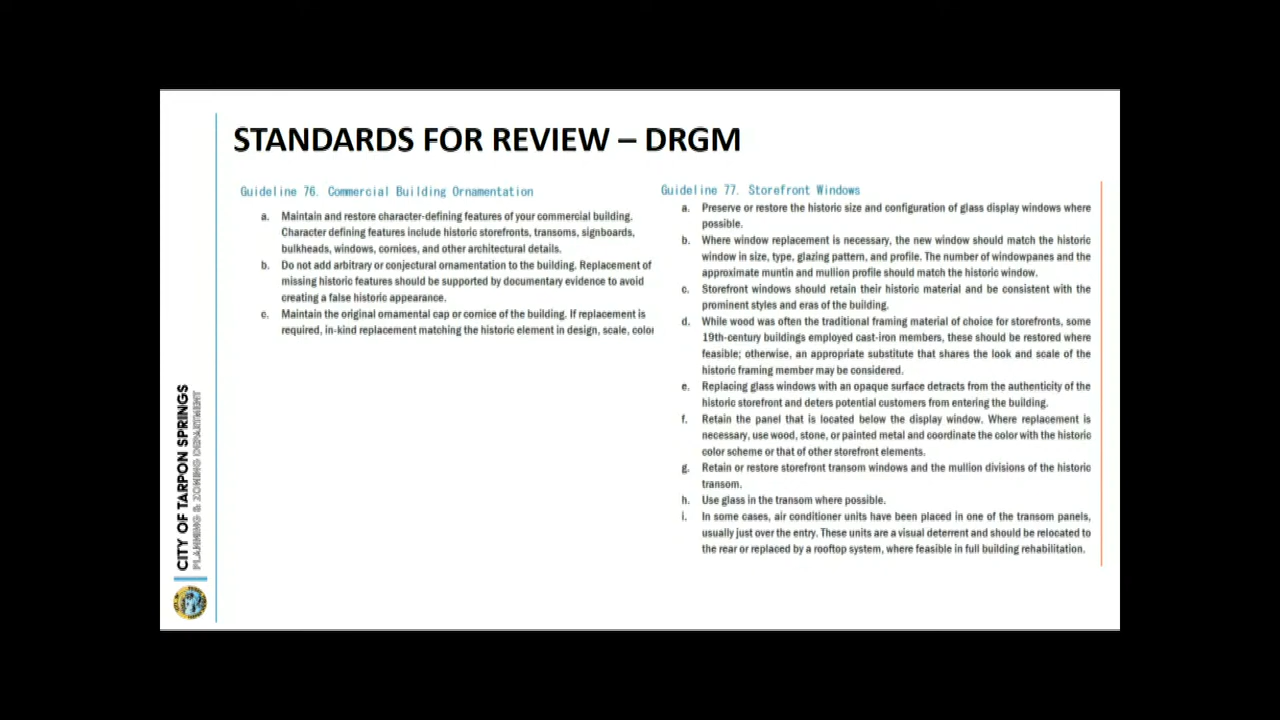 STANDARDS FOR REVIEW – DRGM
Guideline 76. Commercial Building Ornamentation
a. Maintain and restore character-defining features of your commercial building.
Character defining features include historic storefronts, transoms, signboards,
bulkheads, windows, cornices, and other architectural details.
b. Do not add arbitrary or conjectural ornamentation to the building. Replacement of
missing historic features should be supported by documentary evidence to avoid
creating a false historic appearance.
c. Maintain the original ornamental cap or cornice of the building. If replacement is
required, in-kind replacement matching the historic element in design, scale, color
Guideline 77. Storefront Windows
a. Preserve or restore the historic size and configuration of glass display windows where
possible.
b. Where window replacement is necessary, the new window should match the historic
window in size, type, glazing pattern, and profile. The number of windowpanes and the
approximate muntin and mullion profile should match the historic window.
c. Storefront windows should retain their historic material and be consistent with the
prominent styles and eras of the building.
d. While wood was often the traditional framing material of choice for storefronts, some
19th-century buildings employed cast-iron members, these should be restored where
feasible; otherwise, an appropriate substitute that shares the look and scale of the
historic framing member may be considered.
e. Replacing glass windows with an opaque surface detracts from the authenticity of the
historic storefront and deters potential customers from entering the building.
f. Retain the panel that is located below the display window. Where replacement is
necessary, use wood, stone, or painted metal and coordinate the color with the historic
color scheme or that of other storefront elements.
g. Retain or restore storefront transom windows and the mullion divisions of the historic
transom.
h. Use glass in the transom where possible.
i. In some cases, air conditioner units have been placed in one of the transom panels,
usually just over the entry. These units are a visual deterrent and should be relocated to
the rear or replaced by a rooftop system, where feasible in full building rehabilitation.
CITY OF TARPON SPRINGS
PLANNING & ZONING DEPARTMENT